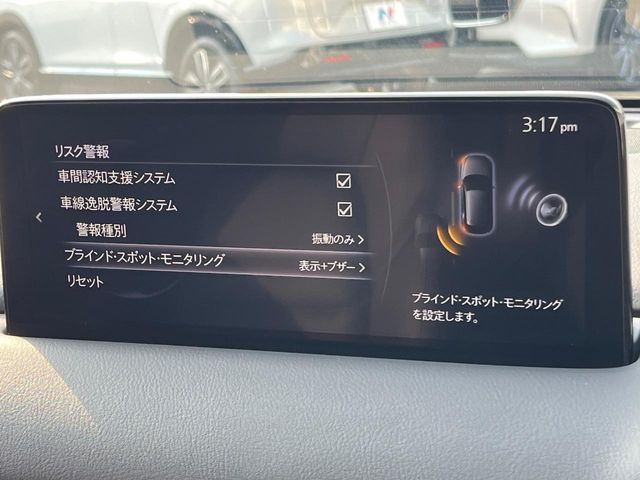 3:17 pm
リスク警報
車間認知支援システム
車線逸脱警報システム
警報種別 振動のみ
ブラインド・スポット・モニタリング 表示+ブザー
リセット
ブラインド・スポット・モニタリング
を設定します。